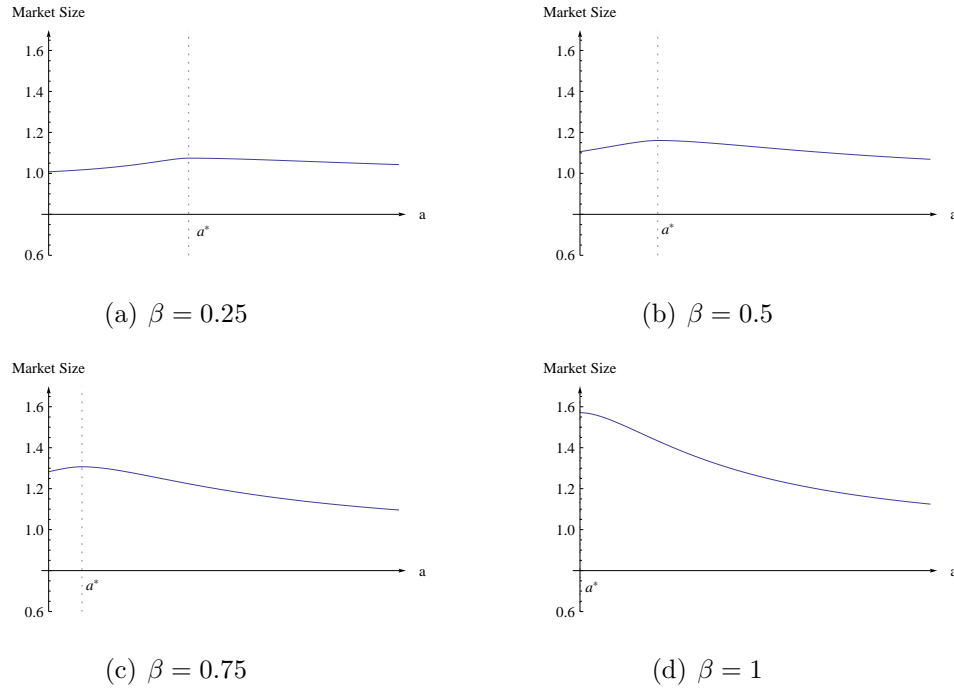 Market Size
1.6
1.4
1.2
1.0
0.6
a
a*
(a) β = 0.25
Market Size
1.6
1.4
1.2
1.0
0.6
a
a*
(b) β = 0.5
Market Size
1.6
1.4
1.2
1.0
0.6
a
a*
(c) β = 0.75
Market Size
1.6
1.4
1.2
1.0
0.6
a
a*
(d) β = 1